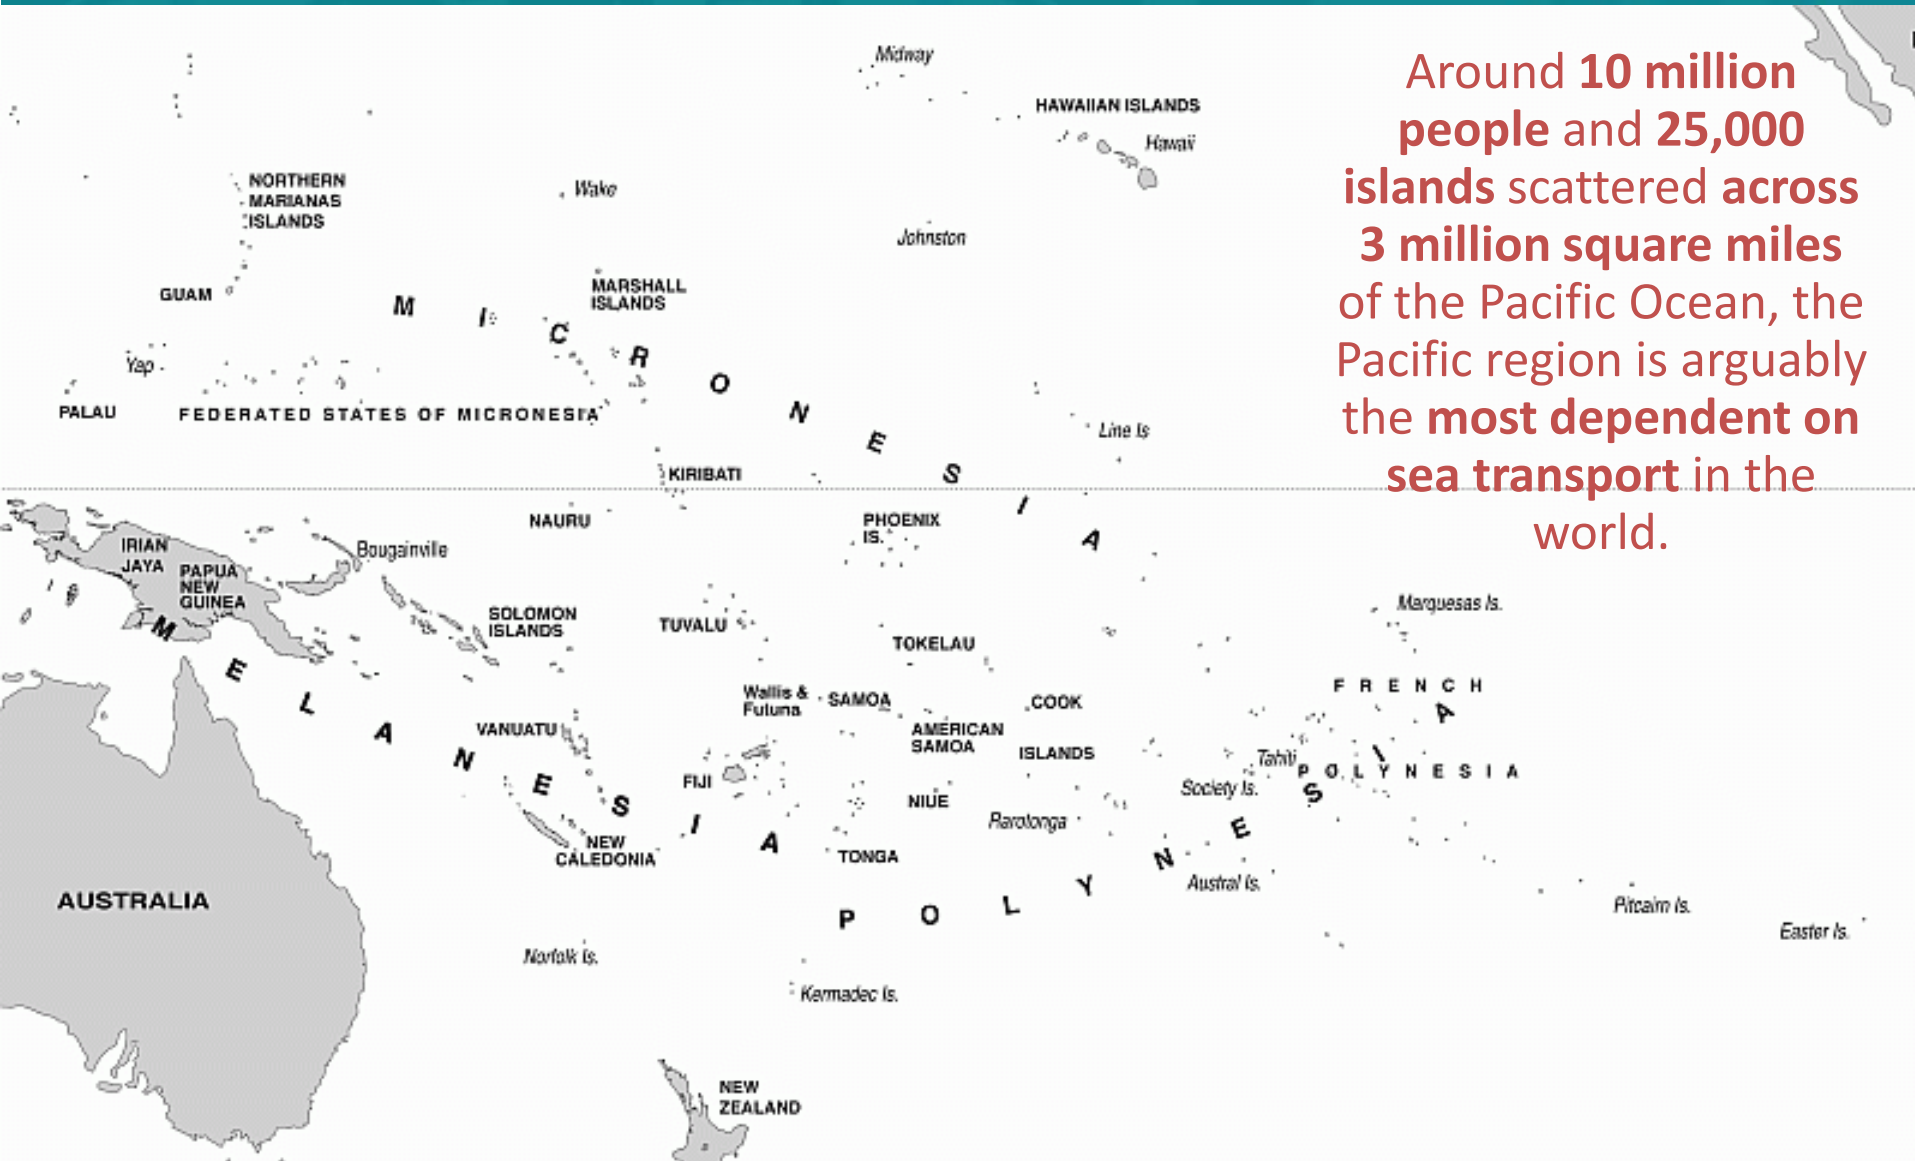 Midway
HAWAIIAN ISLANDS
Hawaii
Around 10 million
people and 25,000
islands scattered across
3 million square miles
of the Pacific Ocean, the
Pacific region is arguably
the most dependent on
sea transport in the
world.
NORTHERN
MARIANAS
ISLANDS
Wake
Johnston
GUAM
MARSHALL
ISLANDS
MICRONESIA
Yap
PALAU
FEDERATED STATES OF MICRONESIA
Line Is
KIRIBATI
NAURU
PHOENIX
IS.
IRIAN
JAYA
PAPUA
NEW
GUINEA
Bougainville
SOLOMON
ISLANDS
TUVALU
TOKELAU
Marquesas Is.
MELANESIA
Wallis &
Futuna
SAMOA
AMERICAN
SAMOA
COOK
ISLANDS
FRENCH
POLYNESIA
VANUATU
FIJI
NIUE
Tahiti
Society Is.
Rarotonga
NEW
CALEDONIA
TONGA
POLYNESIA
Austral Is.
Pitcairn Is.
Easter Is.
AUSTRALIA
Norfolk Is.
Kermadec Is.
NEW
ZEALAND